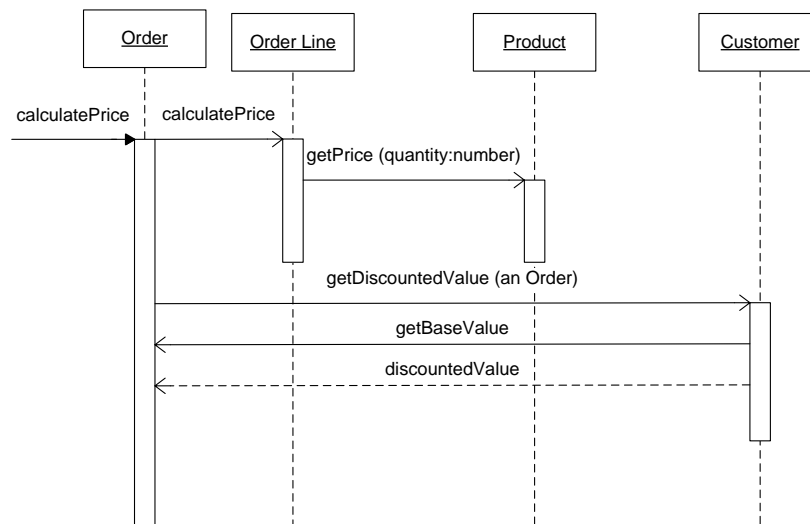 Order
Order Line
Product
Customer
calculatePrice
calculatePrice
getPrice (quantity:number)
getDiscountedValue (an Order)
getBaseValue
discountedValue